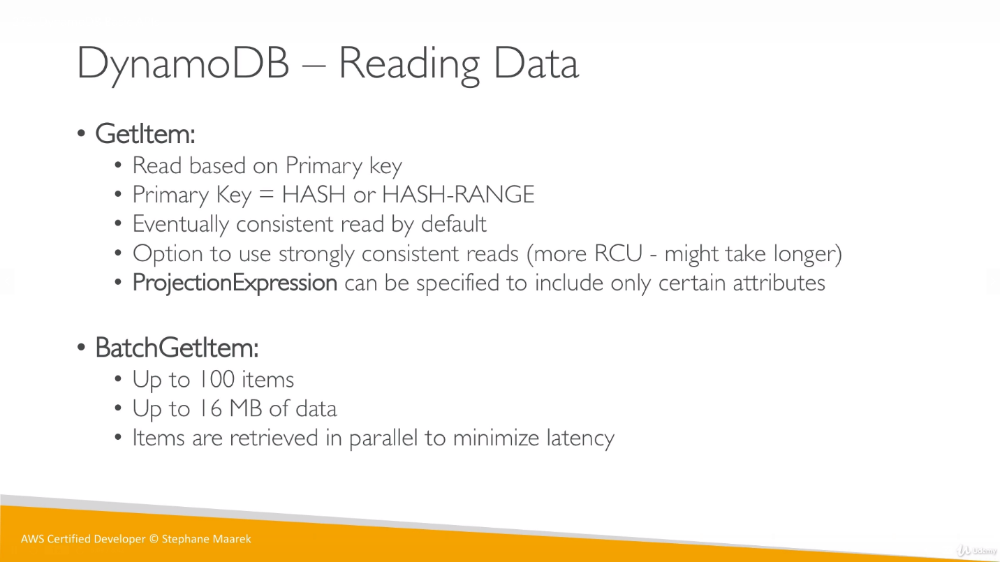 DynamoDB – Reading Data
• GetItem:
• Read based on Primary key
• Primary Key = HASH or HASH-RANGE
• Eventually consistent read by default
• Option to use strongly consistent reads (more RCU - might take longer)
• ProjectionExpression can be specified to include only certain attributes
• BatchGetItem:
• Up to 100 items
• Up to 16 MB of data
• Items are retrieved in parallel to minimize latency
AWS Certified Developer © Stephane Maarek
Udemy